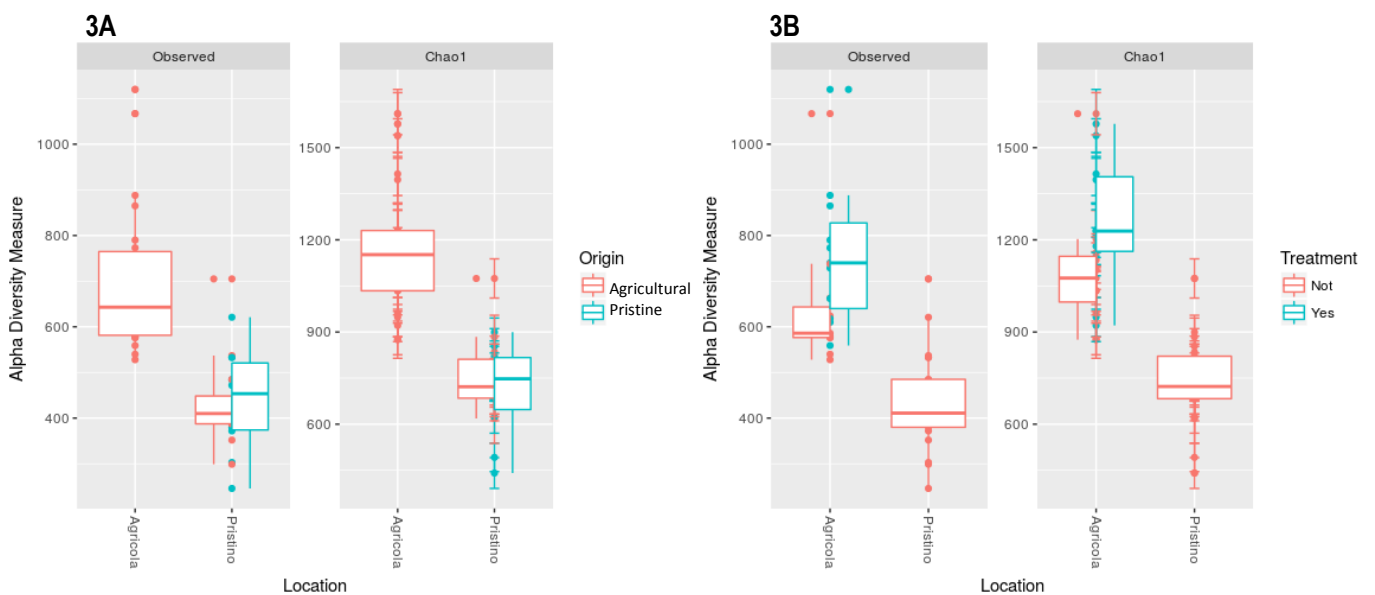 3A
Observed
Chao1
Alpha Diversity Measure
1000
800
600
400
1500
1200
900
600
Agricola
Pristino
Agricola
Pristino
Location
Origin
Agricultural
Pristine
3B
Observed
Chao1
Alpha Diversity Measure
1000
800
600
400
1500
1200
900
600
Agricola
Pristino
Agricola
Pristino
Location
Treatment
Not
Yes